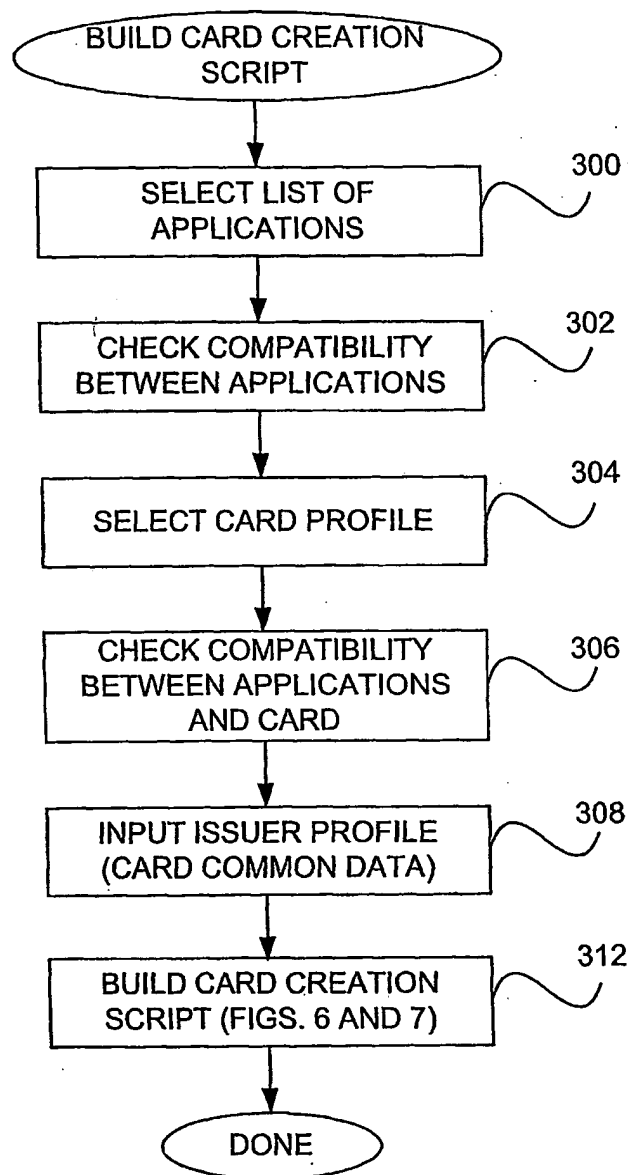 BUILD CARD CREATION
SCRIPT
300
SELECT LIST OF
APPLICATIONS
302
CHECK COMPATIBILITY
BETWEEN APPLICATIONS
304
SELECT CARD PROFILE
306
CHECK COMPATIBILITY
BETWEEN APPLICATIONS
AND CARD
308
INPUT ISSUER PROFILE
(CARD COMMON DATA)
312
BUILD CARD CREATION
SCRIPT (FIGS. 6 AND 7)
DONE